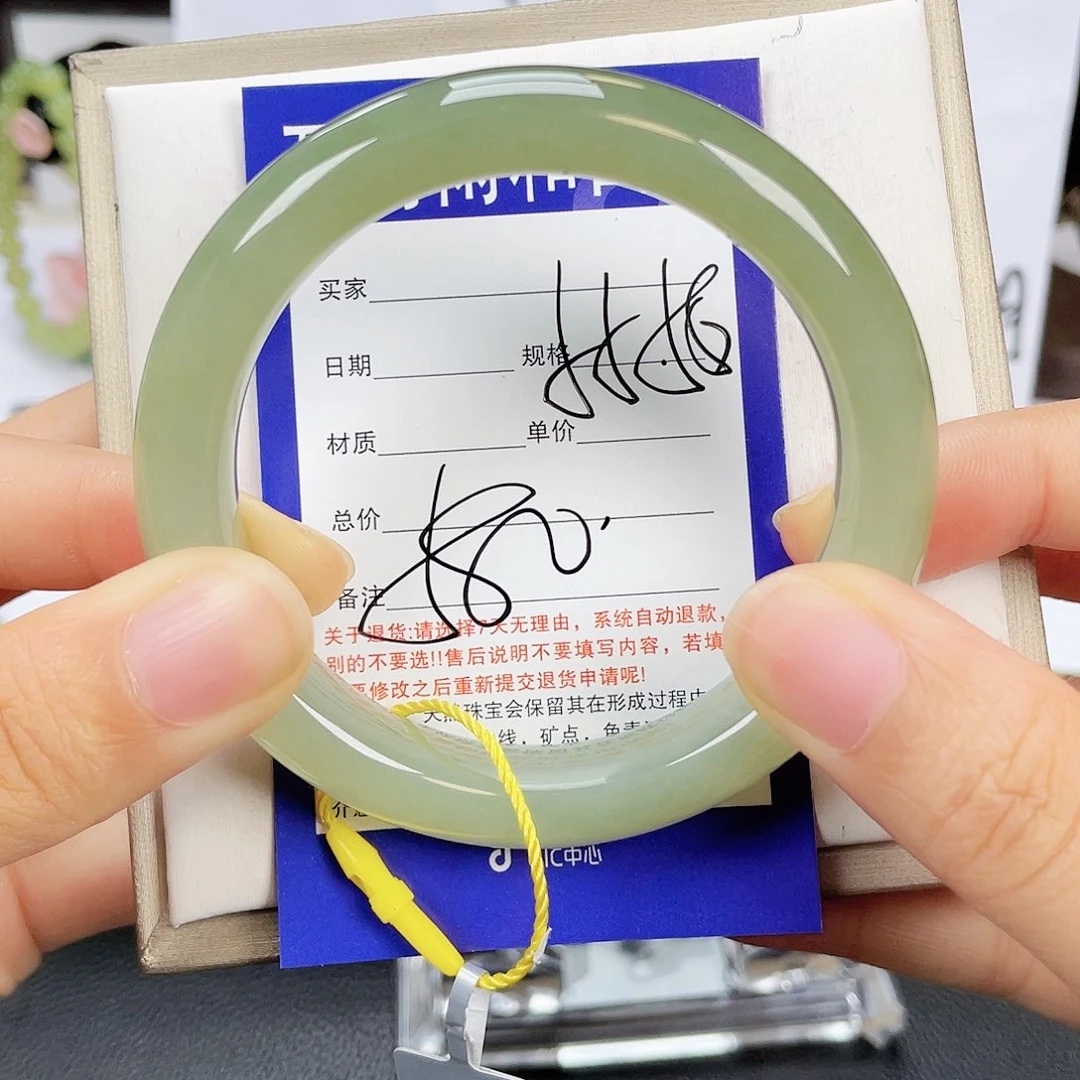 买家
日期 规格
材质 单价
总价
备注
关于退货:请选择7天无理由，系统自动退款，
别的不要选!!售后说明不要填写内容，若填
要修改之后重新提交退货申请呢!
天然珠宝会保留其在形成过程中
线，矿点，色素
IC中心